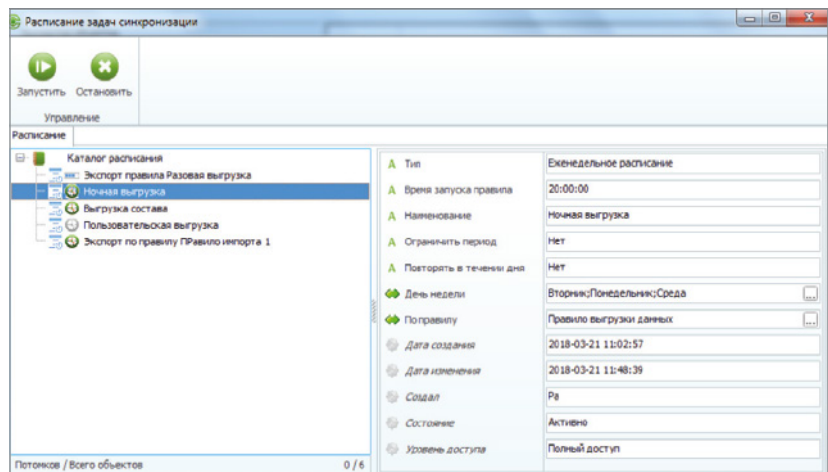 Расписание задач синхронизации
Запустить Остановить
Управление
Расписание
Каталог расписания
Экспорт правила Разовая выгрузка
Ночная выгрузка
Выгрузка состава
Пользовательская выгрузка
Экспорт по правилу ПРавило импорта 1
Потомков / Всего объектов 0 / 6
А Тип Еженедельное расписание
А Время запуска правила 20:00:00
А Наименование Ночная выгрузка
А Ограничить период Нет
А Повторять в течении дня Нет
День недели Вторник;Понедельник;Среда ...
По правилу Правило выгрузки данных ...
Дата создания 2018-03-21 11:02:57
Дата изменения 2018-03-21 11:48:39
Создал Ра
Состояние Активно
Уровень доступа Полный доступ